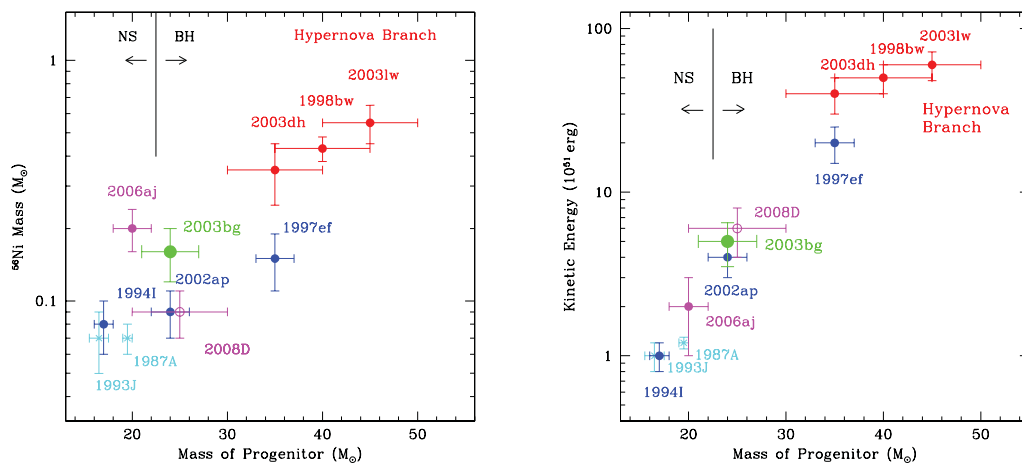 NS
BH
Hypernova Branch
2003lw
1998bw
2003dh
2006aj
2003bg
1997ef
2002ap
1994I
2008D
1987A
1993J
1
0.1
20
30
40
50
⁵⁶Ni Mass (M⊙)
Mass of Progenitor (M⊙)
100
10
1
NS
BH
2003lw
1998bw
2003dh
Hypernova
Branch
1997ef
2008D
2003bg
2002ap
2006aj
1987A
1993J
1994I
20
30
40
50
Kinetic Energy (10⁵¹ erg)
Mass of Progenitor (M⊙)